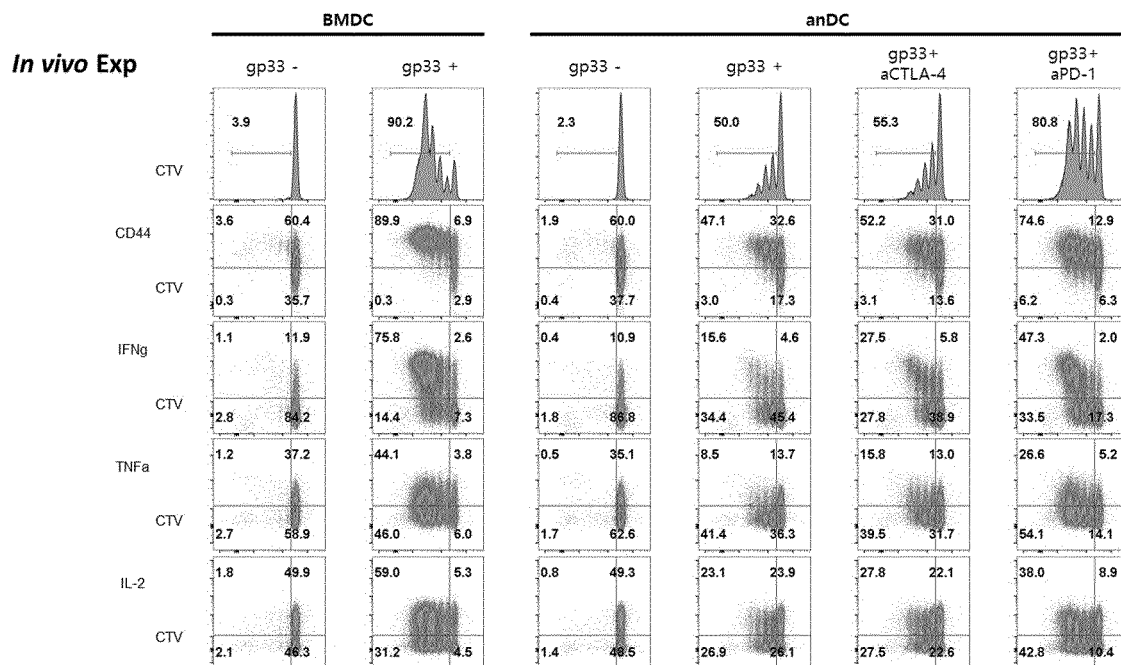 BMDC anDC
In vivo Exp
gp33 - gp33 + gp33 - gp33 + gp33+ aCTLA-4 gp33+ aPD-1
CTV 3.9 90.2 2.3 50.0 55.3 80.8
CD44 3.6 60.4 89.9 6.9 1.9 60.0 47.1 32.6 52.2 31.0 74.6 12.9
CTV 0.3 35.7 0.3 2.9 0.4 37.7 3.0 17.3 3.1 13.6 6.2 6.3
IFNg 1.1 11.9 75.8 2.6 0.4 10.9 15.6 4.6 27.5 5.8 47.3 2.0
CTV 2.8 84.2 14.4 7.3 1.8 86.8 34.4 45.4 27.8 38.9 33.5 17.3
TNFa 1.2 37.2 44.1 3.8 0.5 35.1 8.5 13.7 15.8 13.0 26.6 5.2
CTV 2.7 58.9 46.0 6.0 1.7 62.6 41.4 36.3 39.5 31.7 54.1 14.1
IL-2 1.8 49.9 59.0 5.3 0.8 49.3 23.1 23.9 27.8 22.1 38.0 8.9
CTV 2.1 46.3 31.2 4.5 1.4 48.5 26.9 26.1 27.5 22.6 42.8 10.4